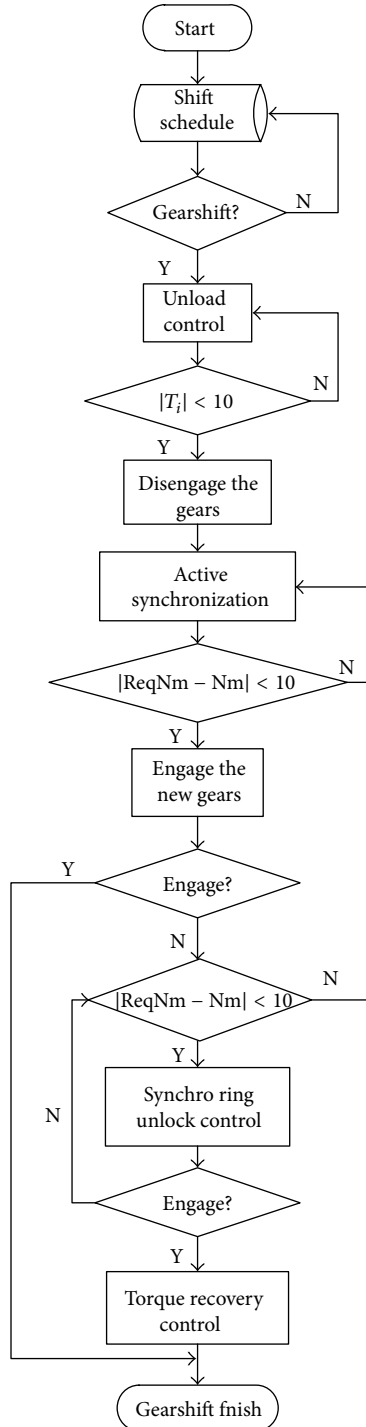 Start
Shift
schedule
Gearshift?
N
Y
Unload
control
|T_i| < 10
N
Y
Disengage the
gears
Active
synchronization
|ReqNm − Nm| < 10
N
Y
Engage the
new gears
Y
Engage?
N
|ReqNm − Nm| < 10
N
Y
Synchro ring
unlock control
N
Engage?
Y
Torque recovery
control
Gearshift fnish